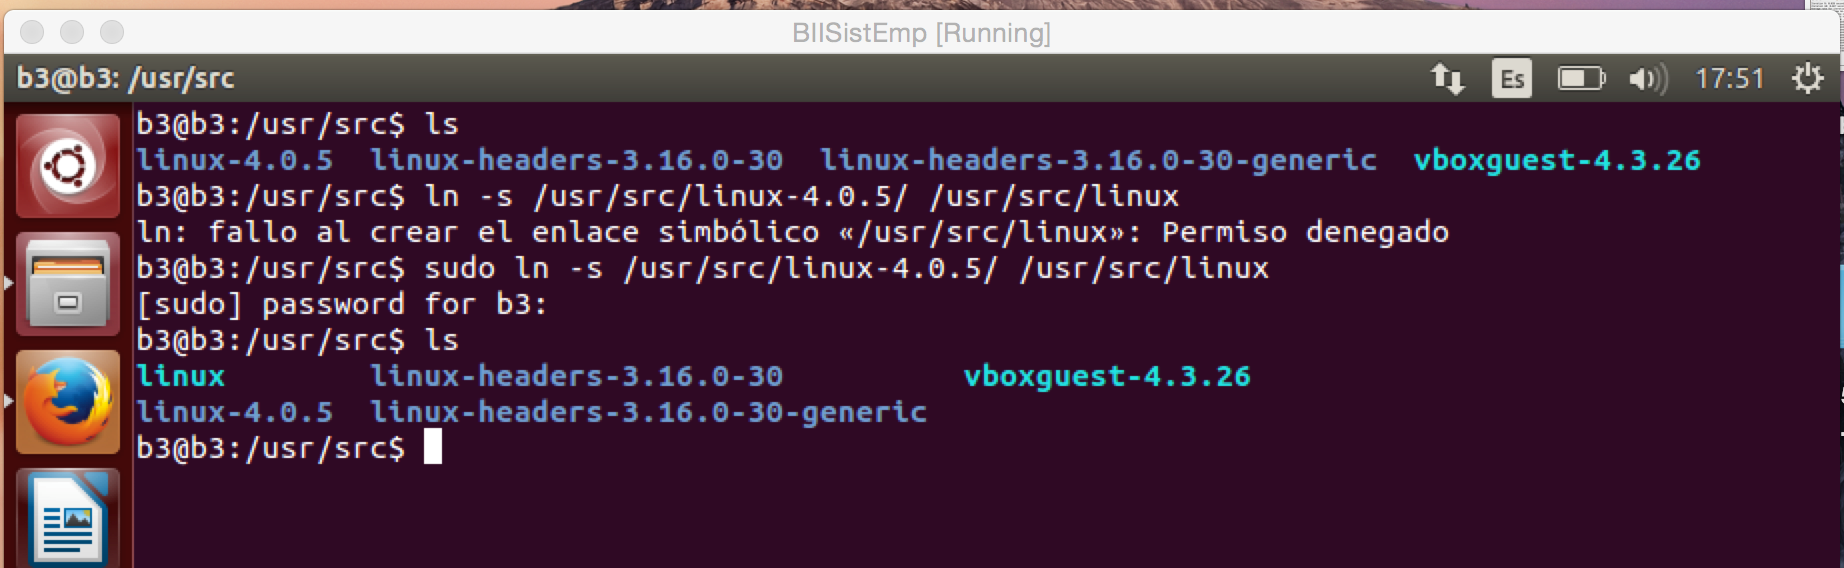 BIISistEmp [Running]
b3@b3: /usr/src Es 17:51
b3@b3:/usr/src$ ls
linux-4.0.5 linux-headers-3.16.0-30 linux-headers-3.16.0-30-generic vboxguest-4.3.26
b3@b3:/usr/src$ ln -s /usr/src/linux-4.0.5/ /usr/src/linux
ln: fallo al crear el enlace simbólico «/usr/src/linux»: Permiso denegado
b3@b3:/usr/src$ sudo ln -s /usr/src/linux-4.0.5/ /usr/src/linux
[sudo] password for b3:
b3@b3:/usr/src$ ls
linux linux-headers-3.16.0-30 vboxguest-4.3.26
linux-4.0.5 linux-headers-3.16.0-30-generic
b3@b3:/usr/src$